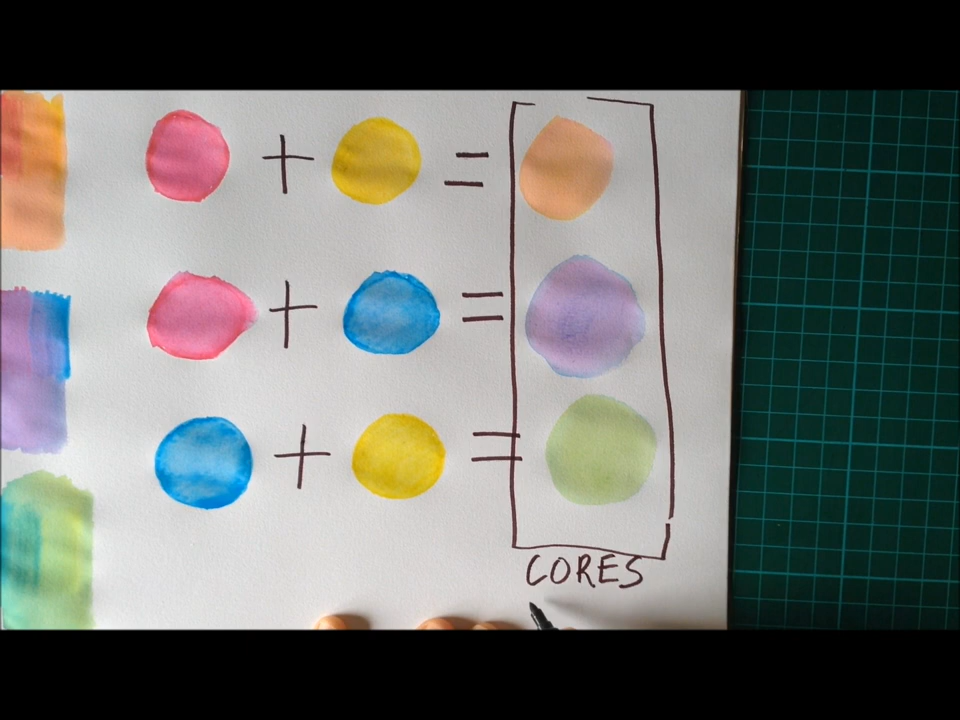 + =
+ =
+ =
CORES